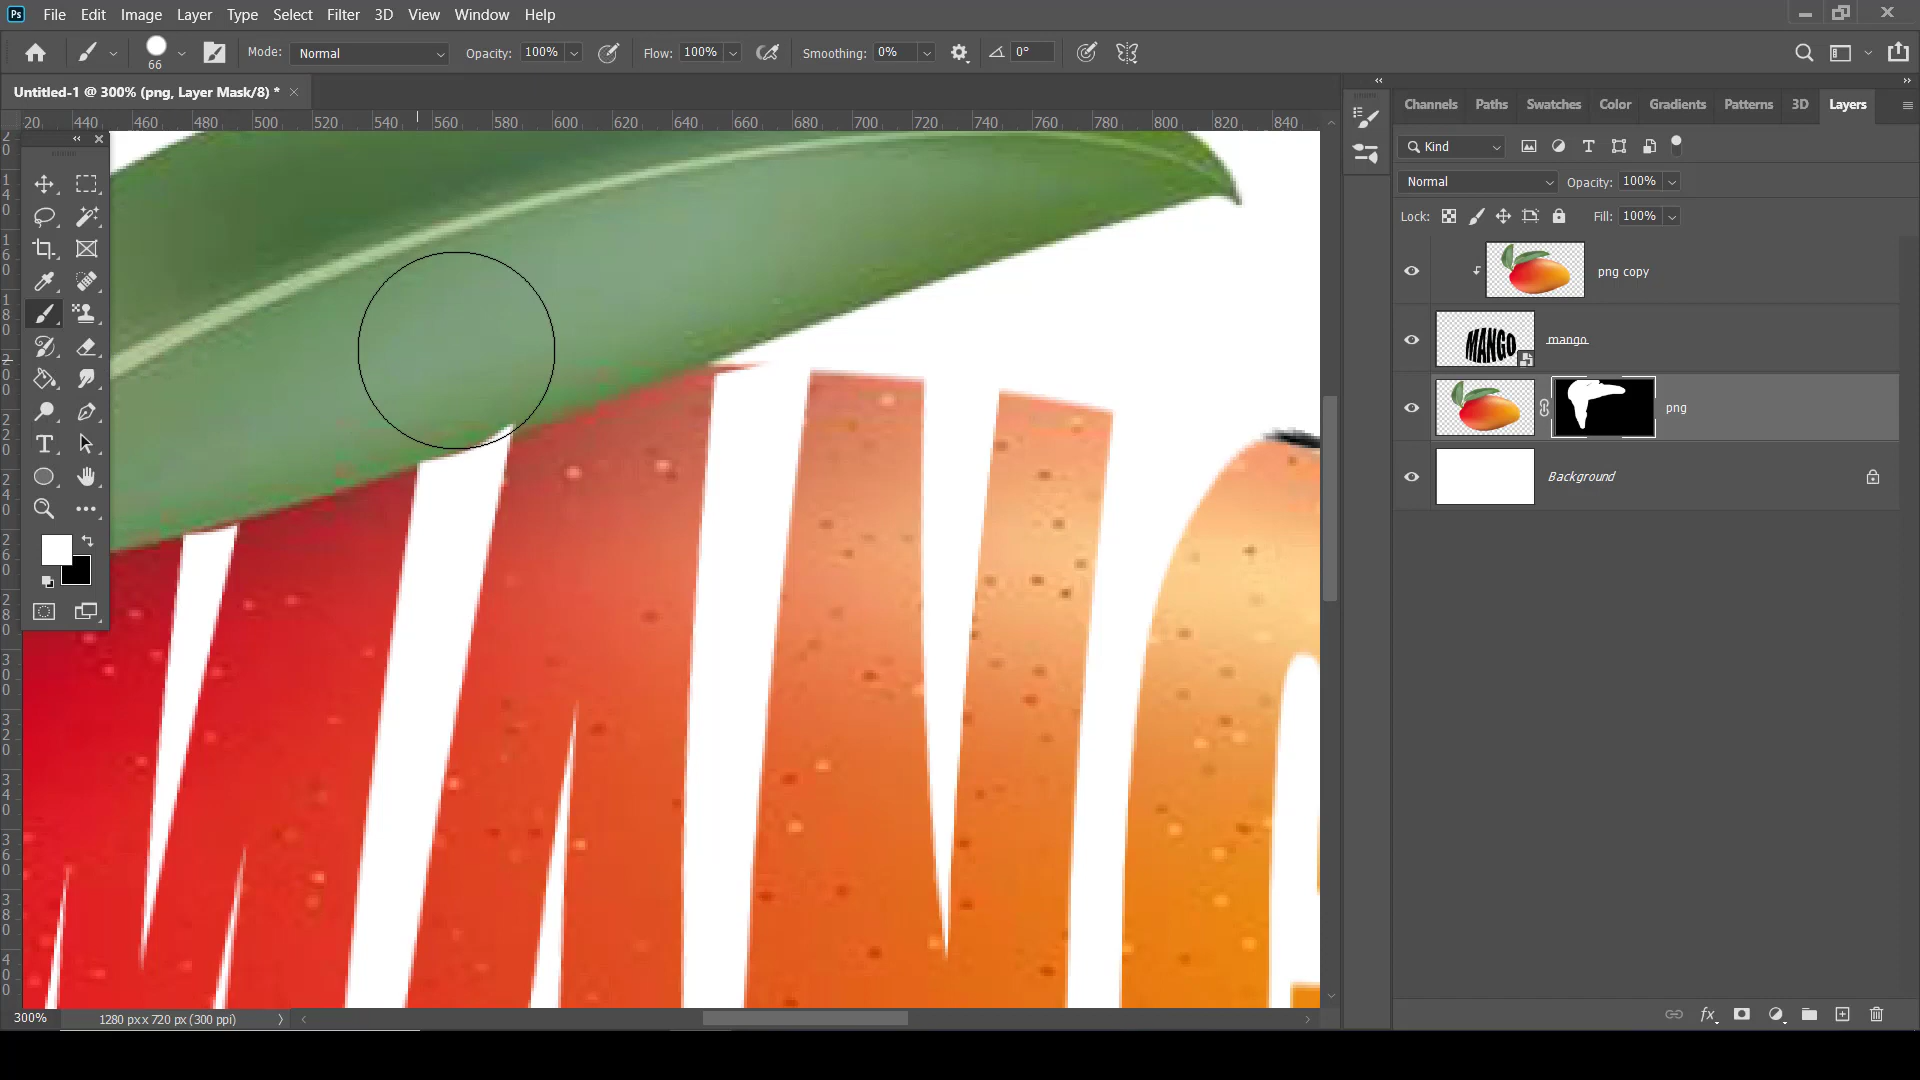 Ps File Edit Image Layer Type Select Filter 3D View Window Help
66 Mode: Normal Opacity: 100% Flow: 100% Smoothing: 0% 0°
Untitled-1 @ 300% (png, Layer Mask/8) *
20 440 460 480 500 520 540 560 580 600 620 640 660 680 700 720 740 760 780 800 820 840
Channels Paths Swatches Color Gradients Patterns 3D Layers
Kind
Normal Opacity: 100%
Lock: Fill: 100%
png copy
MANGO mango
png
Background
300% 1280 px x 720 px (300 ppi)
fx